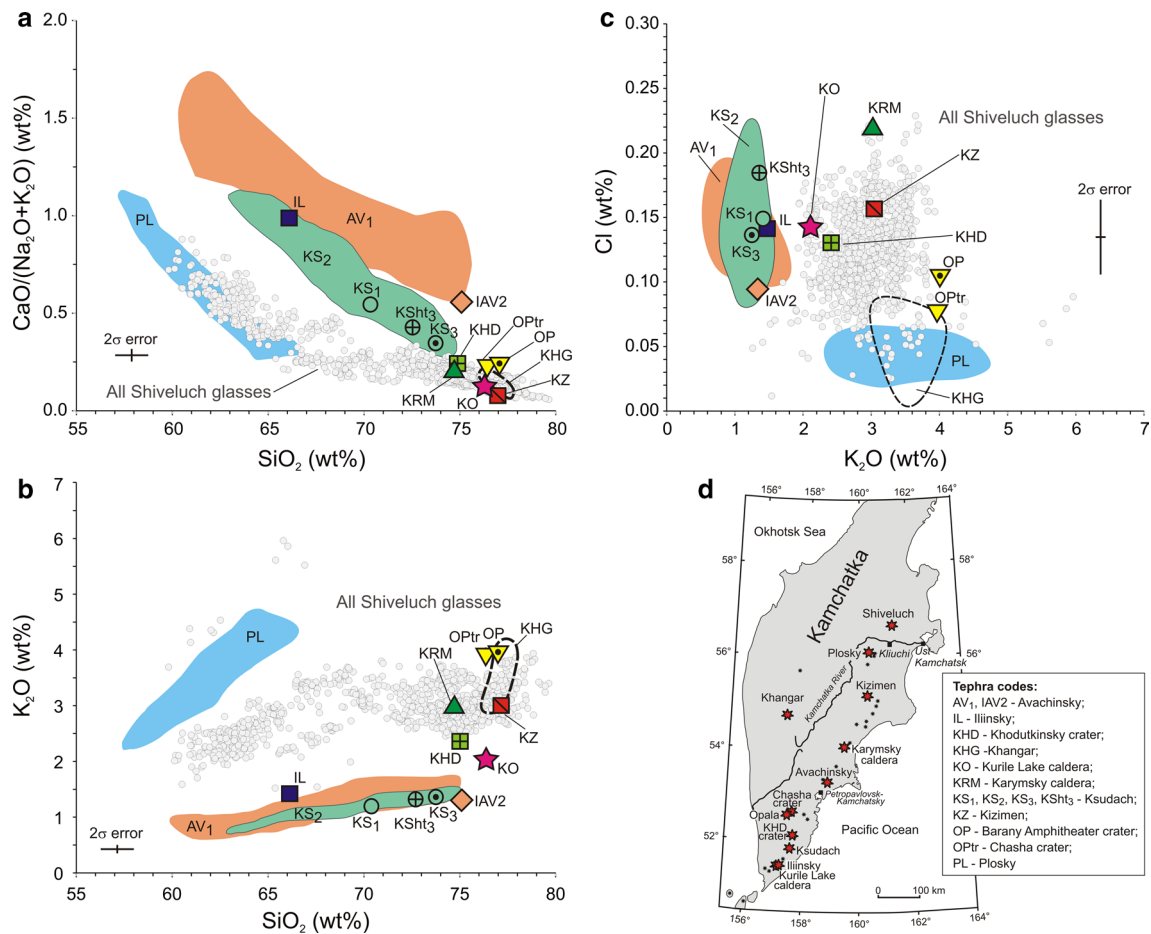 a
2.0
1.5
1.0
0.5
0.0
CaO/(Na2O+K2O) (wt%)
55 60 65 70 75 80
SiO2 (wt%)
PL
IL
AV1
KS2
KS1
KSht3
KS3
IAV2
OPtr
KHD
OP
KHG
KZ
KRM
KO
2σ error
All Shiveluch glasses
b
7
6
5
4
3
2
1
0
K2O (wt%)
55 60 65 70 75 80
SiO2 (wt%)
All Shiveluch glasses
PL
OPtr OP
KHG
KRM
KZ
KHD
KO
IL
AV1
KS2
KS1
KSht3
KS3
IAV2
2σ error
c
0.30
0.25
0.20
0.15
0.10
0.05
0.00
Cl (wt%)
0 1 2 3 4 5 6 7
K2O (wt%)
KO
KRM
KS2
All Shiveluch glasses
AV1
KSht3
KZ
2σ error
KS1
IL
KS3
KHD
IAV2
OP
OPtr
PL
KHG
d
156° 158° 160° 162° 164°
Okhotsk Sea
58° 58°
Kamchatka
Shiveluch
Plosky
Kliuchi
Ust
Kamchatsk
56° 56°
Kamchatka River
Kizimen
Khangar
54° 54°
Karymsky
caldera
Avachinsky
Petropavlovsk-
Kamchatsky
Chasha
crater
Opala
KHD
crater
Pacific Ocean
52° 52°
Ksudach
Iliinsky
Kurile Lake
caldera
0 100 km
156° 158° 160° 162° 164°
Tephra codes:
AV1, IAV2 - Avachinsky;
IL - Iliinsky;
KHD - Khodutkinsky crater;
KHG -Khangar;
KO - Kurile Lake caldera;
KRM - Karymsky caldera;
KS1, KS2, KS3, KSht3 - Ksudach;
KZ - Kizimen;
OP - Barany Amphitheater crater;
OPtr - Chasha crater;
PL - Plosky